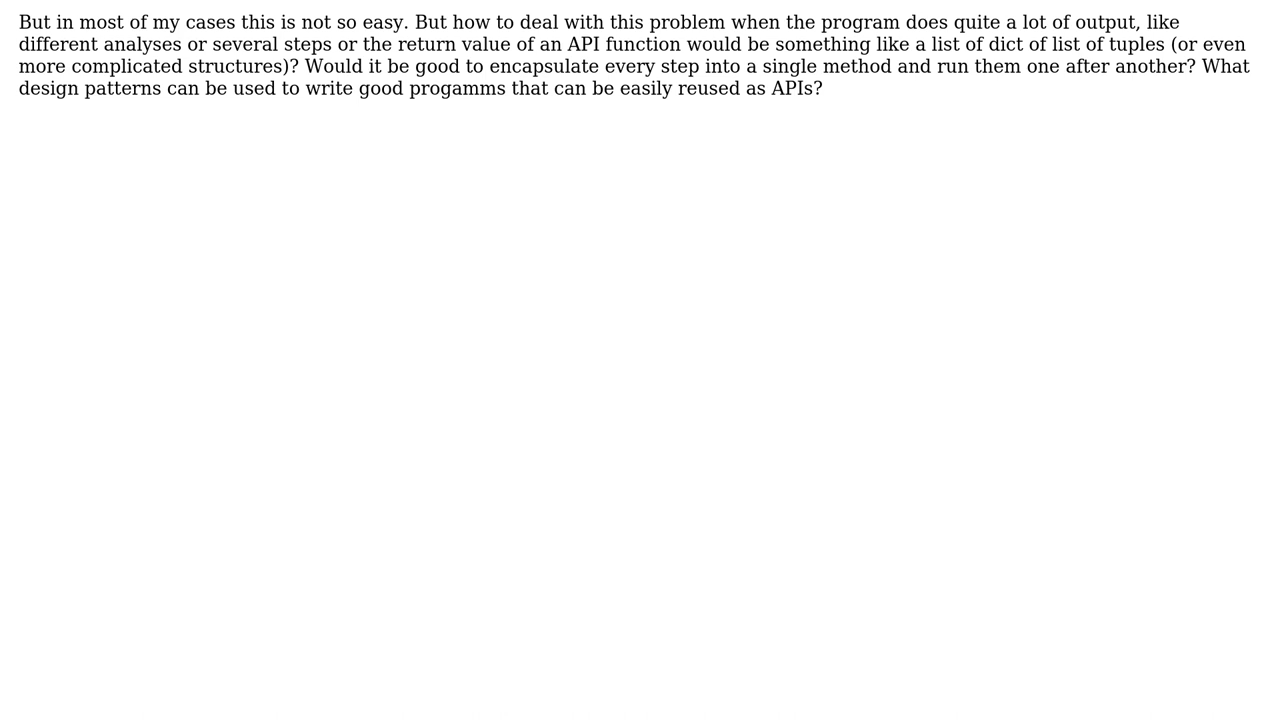 But in most of my cases this is not so easy. But how to deal with this problem when the program does quite a lot of output, like
different analyses or several steps or the return value of an API function would be something like a list of dict of list of tuples (or even
more complicated structures)? Would it be good to encapsulate every step into a single method and run them one after another? What
design patterns can be used to write good progamms that can be easily reused as APIs?